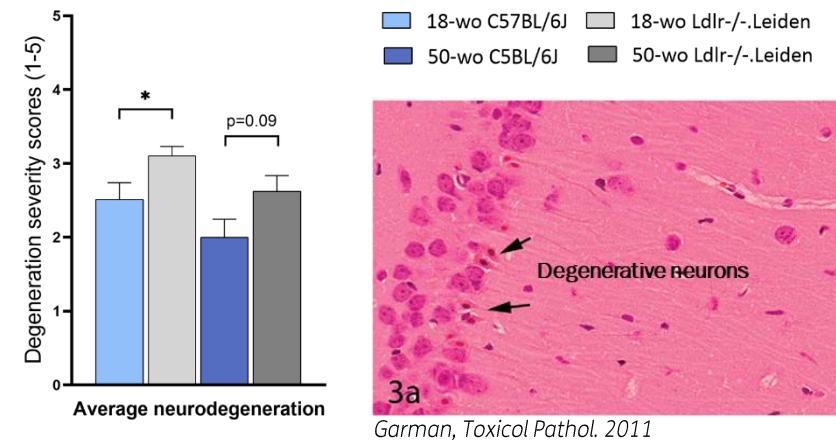 5
4
3
2
1
0
Degeneration severity scores (1-5)
*
p=0.09
Average neurodegeneration
18-wo C57BL/6J
18-wo Ldlr-/-.Leiden
50-wo C5BL/6J
50-wo Ldlr-/-.Leiden
Degenerative neurons
3a
Garman, Toxicol Pathol. 2011